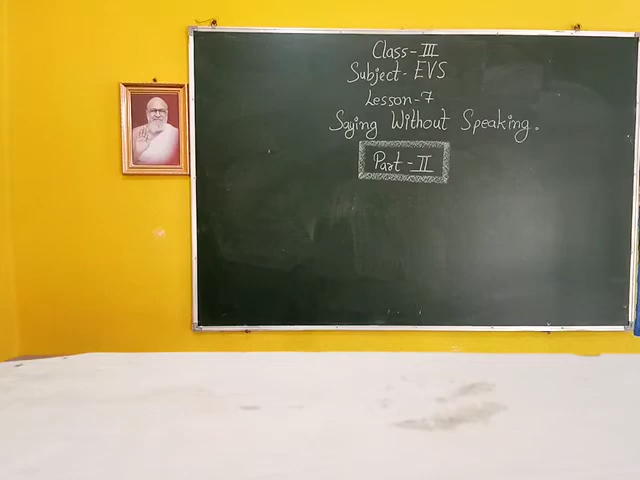 Class-III
Subject- EVS
Lesson-7
Saying Without Speaking.
Part-II